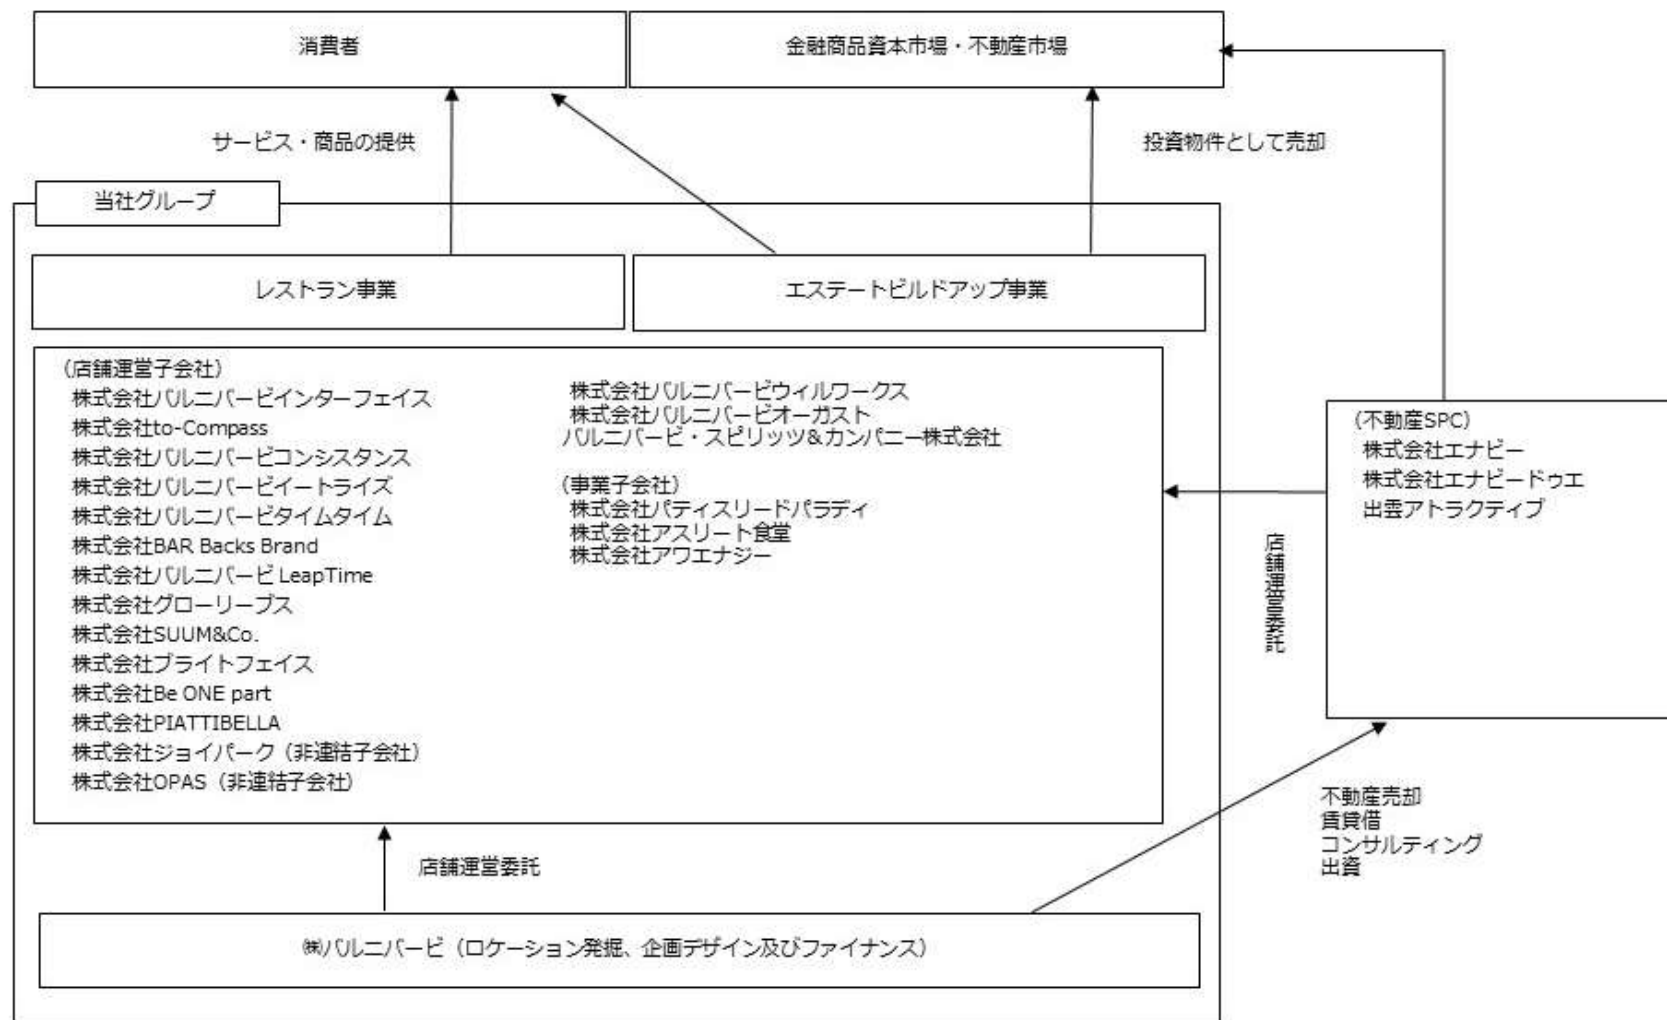 消費者
金融商品資本市場・不動産市場
サービス・商品の提供
投資物件として売却
当社グループ
レストラン事業
エステートビルドアップ事業
（店舗運営子会社）
株式会社バルニバービインターフェイス
株式会社to-Compass
株式会社バルニバービコンシスタンス
株式会社バルニバービイートライズ
株式会社バルニバービタイムタイム
株式会社BAR Backs Brand
株式会社バルニバービ LeapTime
株式会社グローリーブス
株式会社SUUM&Co.
株式会社ブライトフェイス
株式会社Be ONE part
株式会社PIATTIBELLA
株式会社ジョイパーク（非連結子会社）
株式会社OPAS（非連結子会社）
株式会社バルニバービウィルワークス
株式会社バルニバービオーガスト
バルニバービ・スピリッツ&カンパニー株式会社
（事業子会社）
株式会社パティスリードパラディ
株式会社アスリート食堂
株式会社アワエナジー
（不動産SPC）
株式会社エナビー
株式会社エナビードゥエ
出雲アトラクティブ
店舗運営委託
不動産売却
賃貸借
コンサルティング
出資
店舗運営委託
㈱バルニバービ（ロケーション発掘、企画デザイン及びファイナンス）